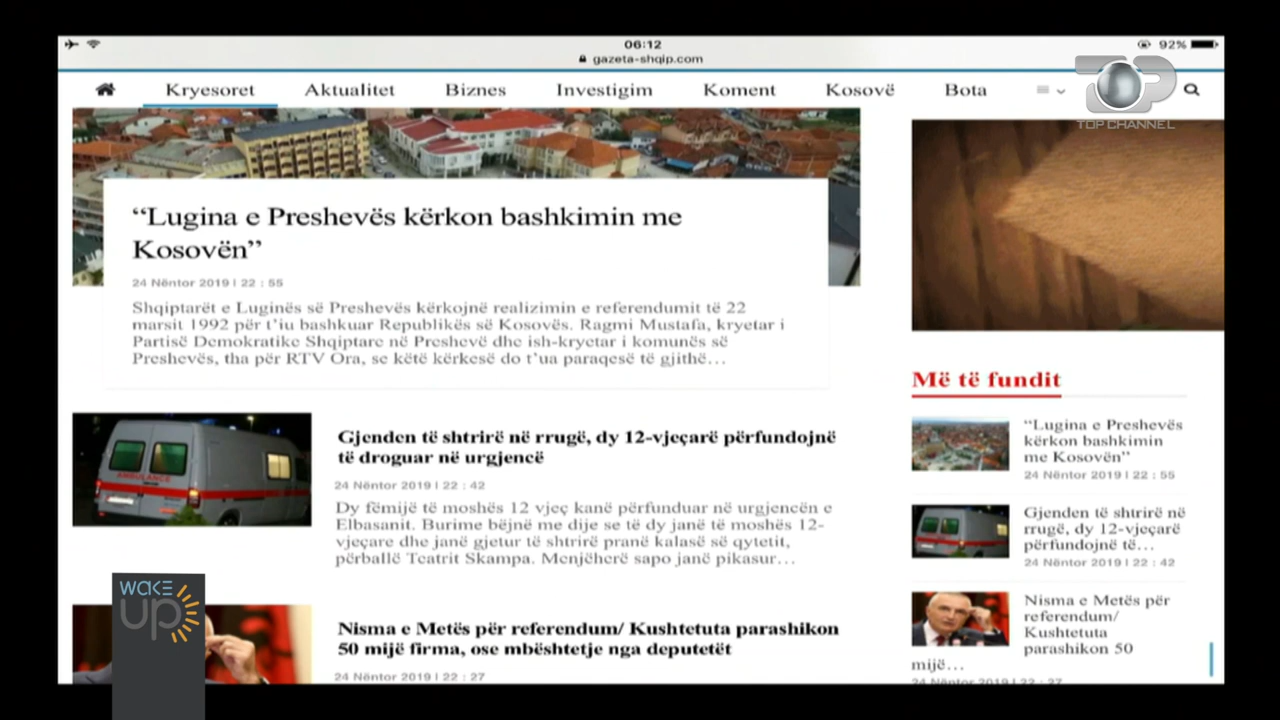 06:12
92%
gazeta-shqip.com
Kryesoret
Aktualitet
Biznes
Investigim
Koment
Kosovë
Bota
TOP CHANNEL
“Lugina e Preshevës kërkon bashkimin me
Kosovën”
24 Nëntor 2019 | 22 : 55
Shqiptarët e Luginës së Preshevës kërkojnë realizimin e referendumit të 22
marsit 1992 për t’iu bashkuar Republikës së Kosovës. Ragmi Mustafa, kryetar i
Partisë Demokratike Shqiptare në Preshevë dhe ish-kryetar i komunës së
Preshevës, tha për RTV Ora, se këtë kërkesë do t’ua paraqesë të gjithë…
AMBULANCE
Gjenden të shtrirë në rrugë, dy 12-vjeçarë përfundojnë
të droguar në urgjencë
24 Nëntor 2019 | 22 : 42
Dy fëmijë të moshës 12 vjeç kanë përfunduar në urgjencën e
Elbasanit. Burime bëjnë me dije se të dy janë të moshës 12-
vjeçare dhe janë gjetur të shtrirë pranë kalasë së qytetit,
përballë Teatrit Skampa. Menjëherë sapo janë pikasur…
Nisma e Metës për referendum/ Kushtetuta parashikon
50 mijë firma, ose mbështetje nga deputetët
24 Nëntor 2019 | 22 : 27
Më të fundit
“Lugina e Preshevës
kërkon bashkimin
me Kosovën”
24 Nëntor 2019 | 22 : 55
Gjenden të shtrirë në
rrugë, dy 12-vjeçarë
përfundojnë të…
24 Nëntor 2019 | 22 : 42
Nisma e Metës për
referendum/
Kushtetuta
parashikon 50
mijë…
24 Nëntor 2019 | 22 : 27
WAKE
up